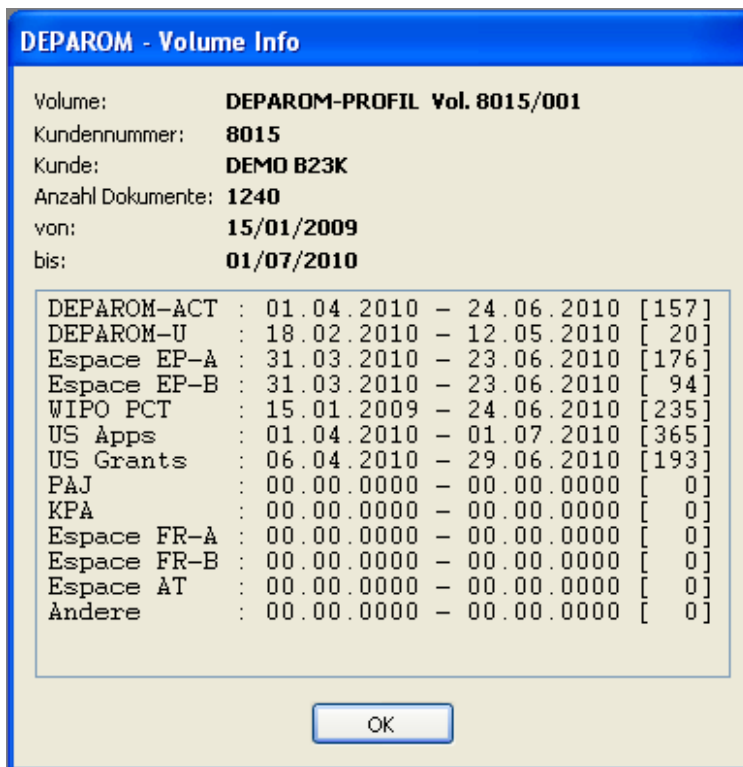 DEPAROM - Volume Info
Volume: DEPAROM-PROFIL Vol. 8015/001
Kundennummer: 8015
Kunde: DEMO B23K
Anzahl Dokumente: 1240
von: 15/01/2009
bis: 01/07/2010
DEPAROM-ACT : 01.04.2010 - 24.06.2010 [157]
DEPAROM-U : 18.02.2010 - 12.05.2010 [ 20]
Espace EP-A : 31.03.2010 - 23.06.2010 [176]
Espace EP-B : 31.03.2010 - 23.06.2010 [ 94]
WIPO PCT : 15.01.2009 - 24.06.2010 [235]
US Apps : 01.04.2010 - 01.07.2010 [365]
US Grants : 06.04.2010 - 29.06.2010 [193]
PAJ : 00.00.0000 - 00.00.0000 [ 0]
KPA : 00.00.0000 - 00.00.0000 [ 0]
Espace FR-A : 00.00.0000 - 00.00.0000 [ 0]
Espace FR-B : 00.00.0000 - 00.00.0000 [ 0]
Espace AT : 00.00.0000 - 00.00.0000 [ 0]
Andere : 00.00.0000 - 00.00.0000 [ 0]
OK